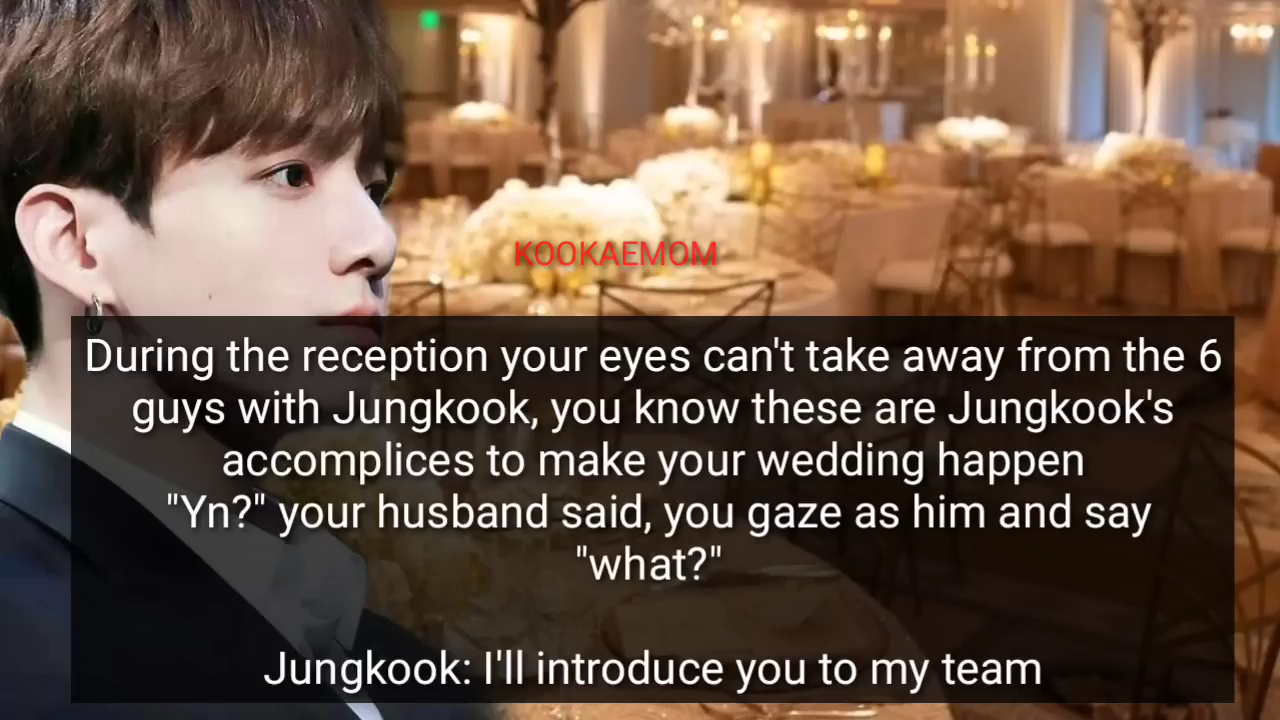 KOOKAEMOM
During the reception your eyes can't take away from the 6
guys with Jungkook, you know these are Jungkook's
accomplices to make your wedding happen
"Yn?" your husband said, you gaze as him and say
"what?"
Jungkook: I'll introduce you to my team